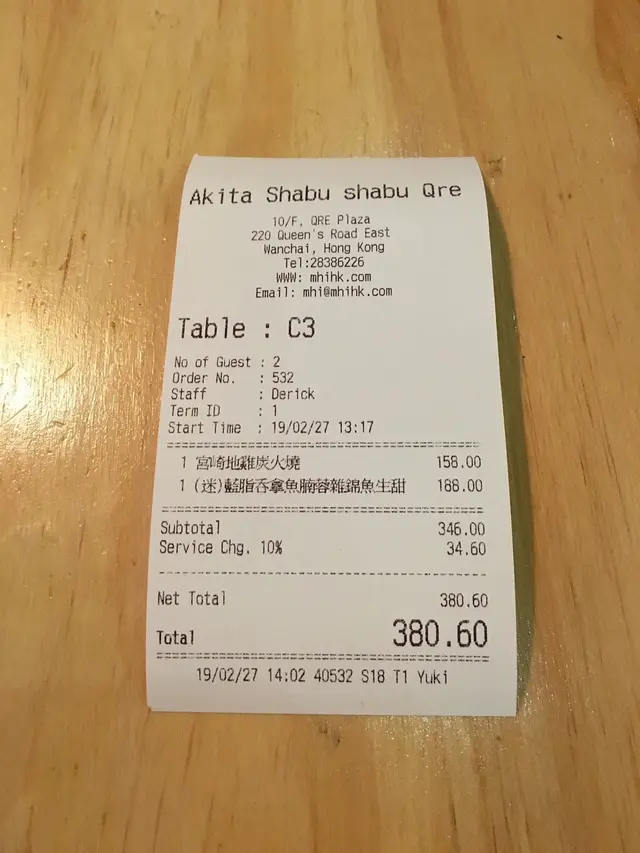 Akita Shabu shabu Qre
10/F, QRE Plaza
220 Queen's Road East
Wanchai, Hong Kong
Tel:28386226
WWW: mhihk.com
Email: mhi@mhihk.com
Table : C3
No of Guest : 2
Order No. : 532
Staff : Derick
Term ID : 1
Start Time : 19/02/27 13:17
1 宮崎地雞炭火燒 158.00
1 (迷)藍脂吞拿魚腩蓉雜錦魚生甜 188.00
Subtotal 346.00
Service Chg. 10% 34.60
Net Total 380.60
Total 380.60
19/02/27 14:02 40532 S18 T1 Yuki